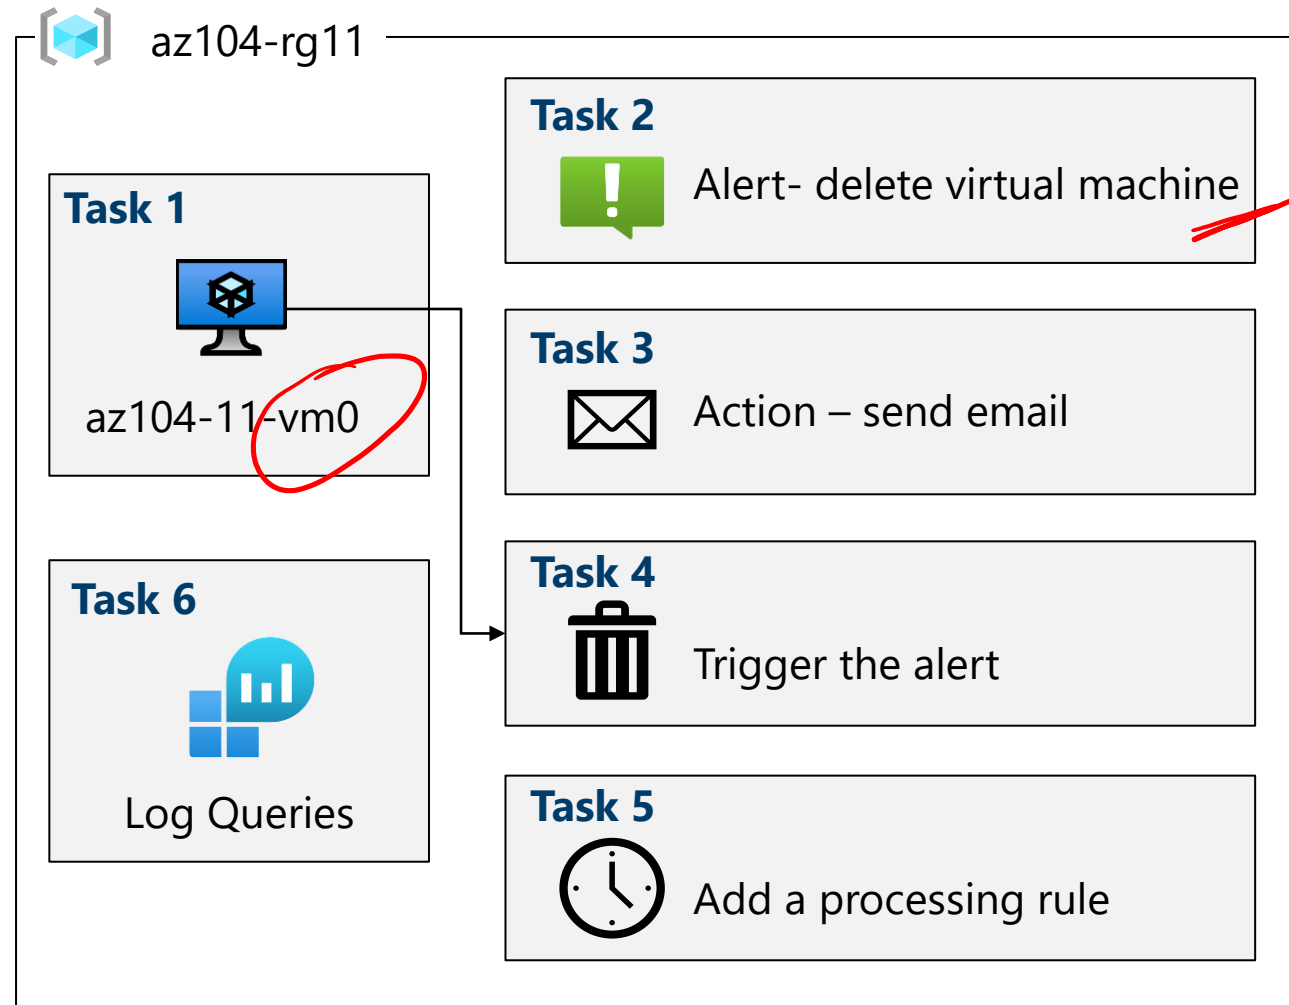 az104-rg11
Task 1
az104-11-vm0
Task 2
Alert- delete virtual machine
Task 3
Action – send email
Task 4
Trigger the alert
Task 5
Add a processing rule
Task 6
Log Queries